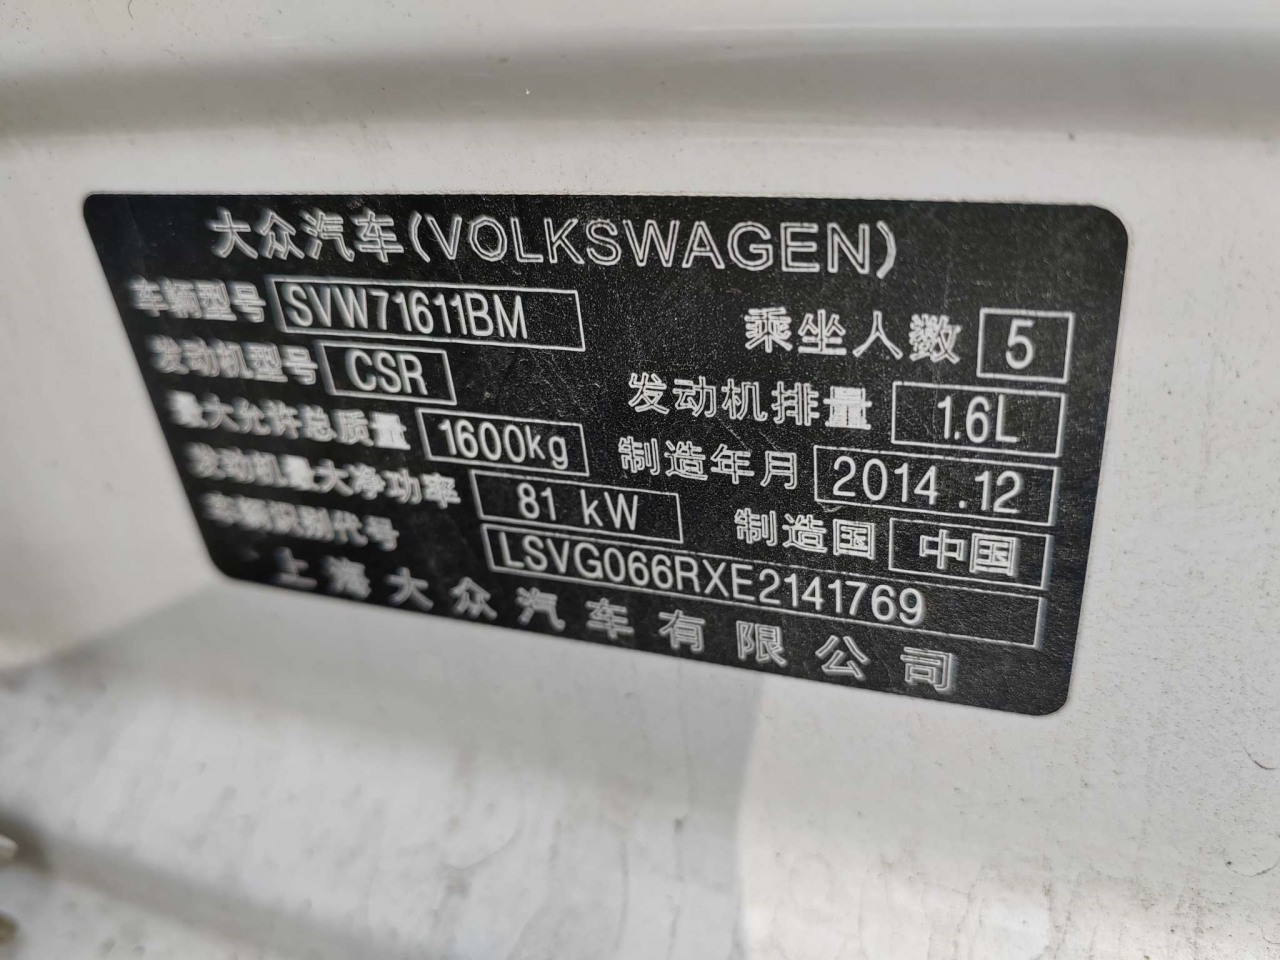 大众汽车(VOLKSWAGEN)
车辆型号 SVW71611BM 乘坐人数 5
发动机型号 CSR 发动机排量 1.6L
最大允许总质量 1600kg 制造年月 2014.12
发动机最大净功率 81 kW 制造国 中国
车辆识别代号 LSVG066RXE2141769
上海大众汽车有限公司